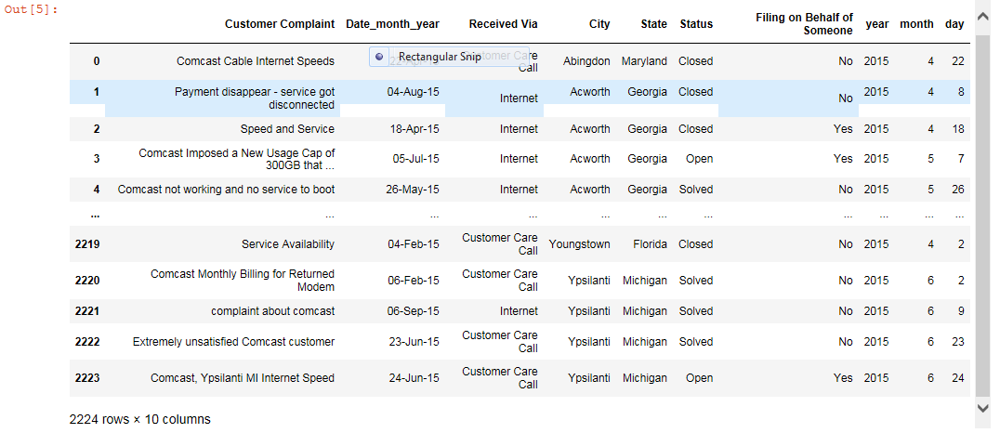 Out[5]:
Customer Complaint Date_month_year Received Via City State Status Filing on Behalf of Someone year month day
0 Comcast Cable Internet Speeds Rectangular Snip Customer Care Call Abingdon Maryland Closed No 2015 4 22
1 Payment disappear - service got disconnected 04-Aug-15 Internet Acworth Georgia Closed No 2015 4 8
2 Speed and Service 18-Apr-15 Internet Acworth Georgia Closed Yes 2015 4 18
3 Comcast Imposed a New Usage Cap of 300GB that ... 05-Jul-15 Internet Acworth Georgia Open Yes 2015 5 7
4 Comcast not working and no service to boot 26-May-15 Internet Acworth Georgia Solved No 2015 5 26
... ... ... ... ... ... ... ... ... ... ...
2219 Service Availability 04-Feb-15 Customer Care Call Youngstown Florida Closed No 2015 4 2
2220 Comcast Monthly Billing for Returned Modem 06-Feb-15 Customer Care Call Ypsilanti Michigan Solved No 2015 6 2
2221 complaint about comcast 06-Sep-15 Internet Ypsilanti Michigan Solved No 2015 6 9
2222 Extremely unsatisfied Comcast customer 23-Jun-15 Customer Care Call Ypsilanti Michigan Solved No 2015 6 23
2223 Comcast, Ypsilanti MI Internet Speed 24-Jun-15 Customer Care Call Ypsilanti Michigan Open Yes 2015 6 24
2224 rows × 10 columns